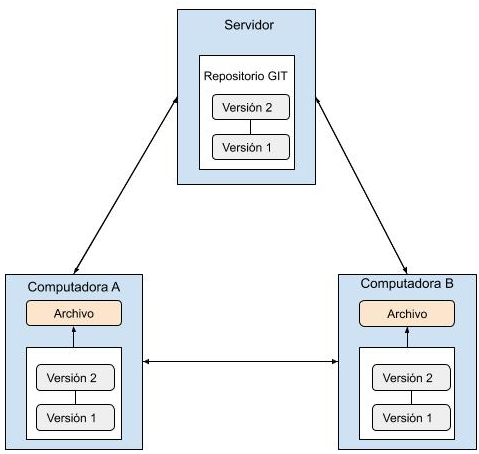 Servidor
Repositorio GIT
Versión 2
Versión 1
Computadora A
Archivo
Versión 2
Versión 1
Computadora B
Archivo
Versión 2
Versión 1